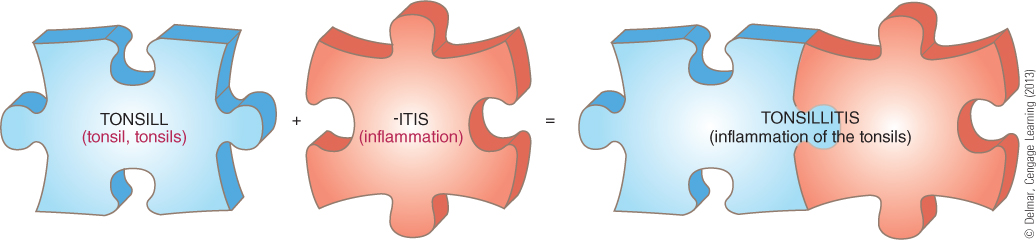 TONSILL
(tonsil, tonsils)
+
-ITIS
(inflammation)
=
TONSILLITIS
(inflammation of the tonsils)
© Delmar, Cengage Learning (2013)